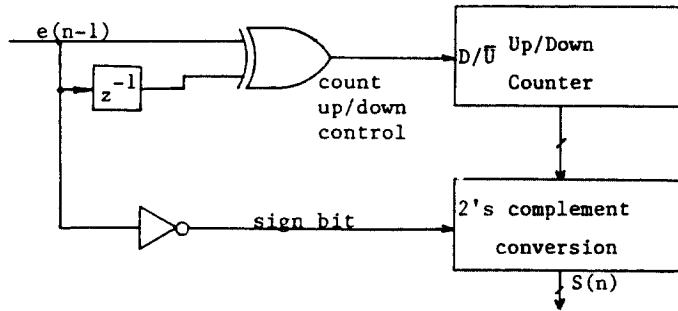 e(n-1)
z⁻¹
count
up/down
control
D/Ū Up/Down
Counter
sign bit
2's complement
conversion
S(n)